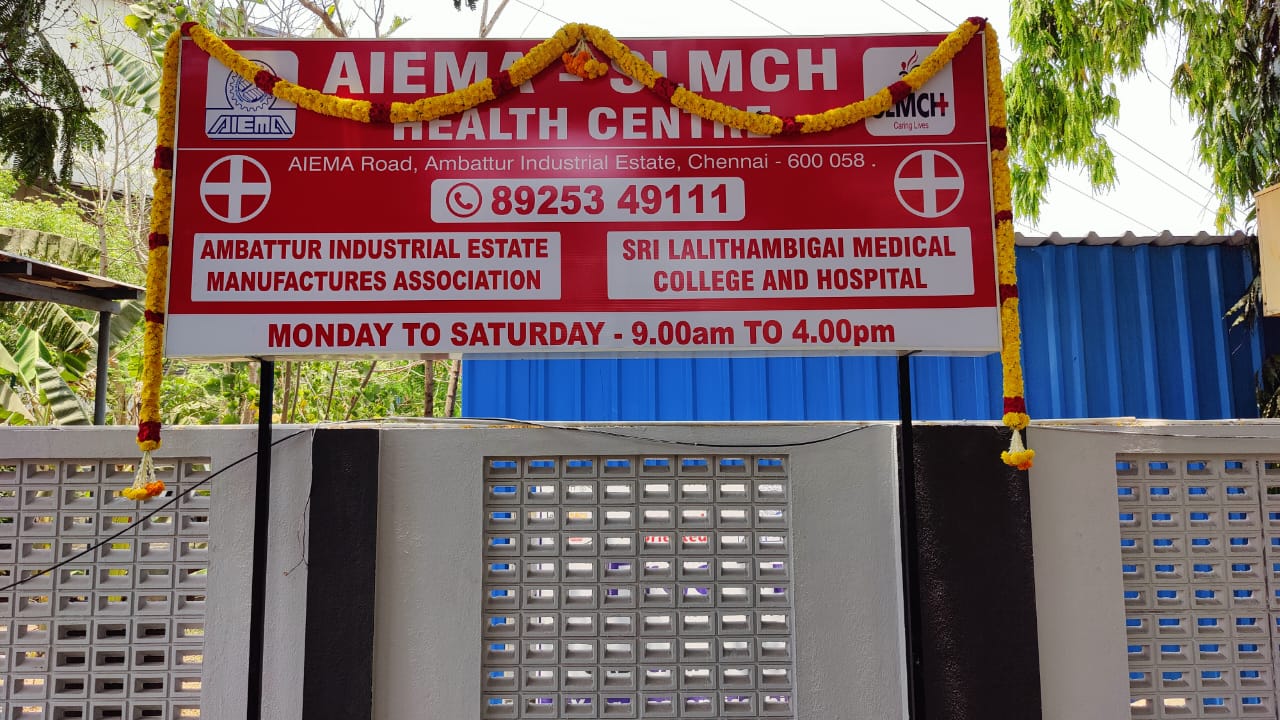 AIEMA - SLMCH
HEALTH CENTRE
AIEMA
SLMCH
Caring Lives
AIEMA Road, Ambattur Industrial Estate, Chennai - 600 058 .
89253 49111
AMBATTUR INDUSTRIAL ESTATE
MANUFACTURES ASSOCIATION
SRI LALITHAMBIGAI MEDICAL
COLLEGE AND HOSPITAL
MONDAY TO SATURDAY - 9.00am TO 4.00pm